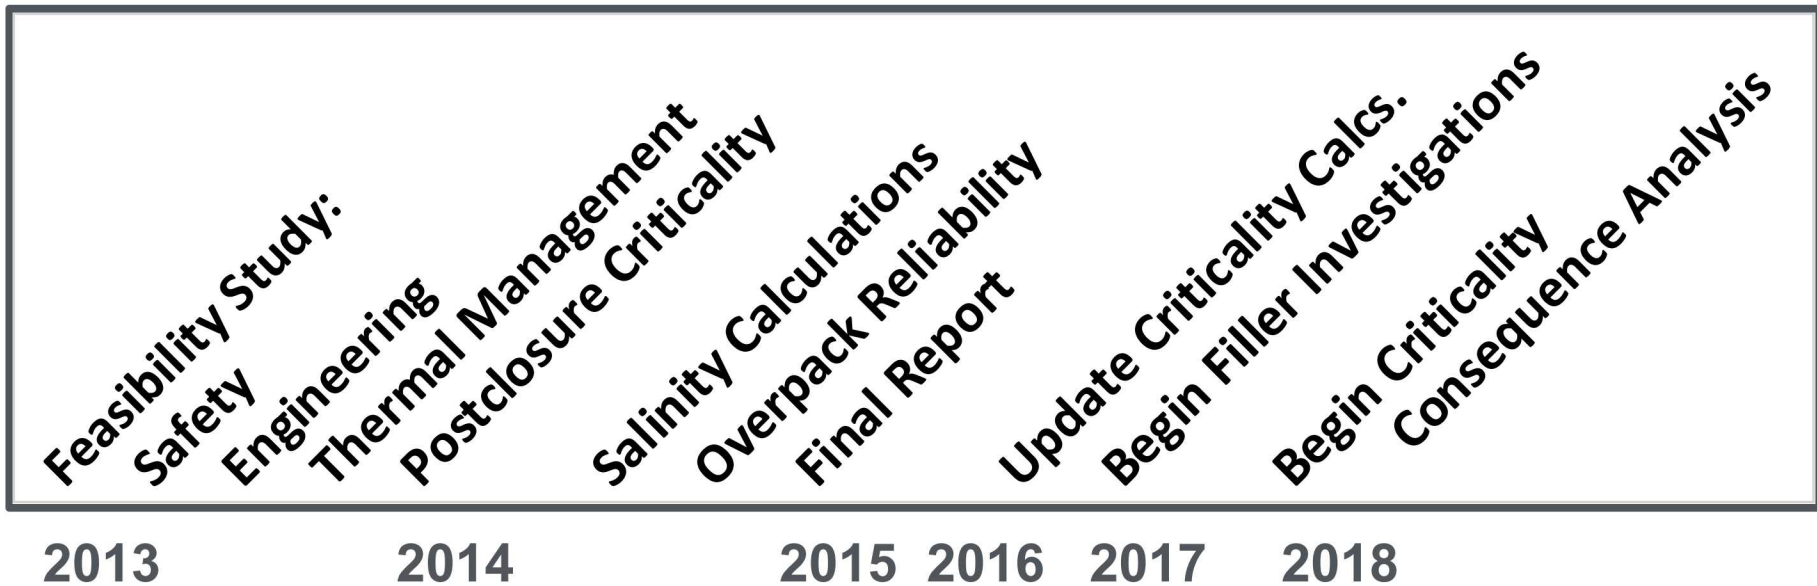 Feasibility Study:
Safety
Engineering
Thermal Management
Postclosure Criticality
Salinity Calculations
Overpack Reliability
Final Report
Update Criticality Calcs.
Begin Filler Investigations
Begin Criticality
Consequence Analysis
2013 2014 2015 2016 2017 2018